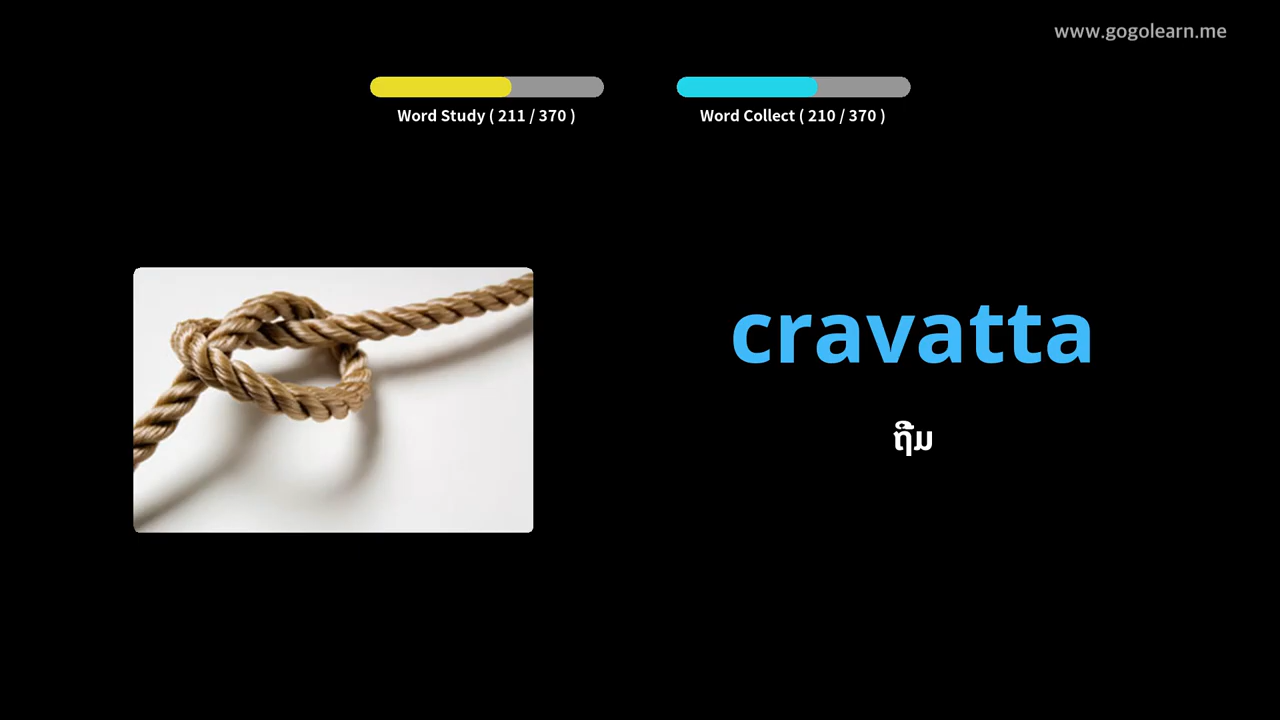 www.gogolearn.me
Word Study ( 211 / 370 )
Word Collect ( 210 / 370 )
cravatta
ຖີ່ມ